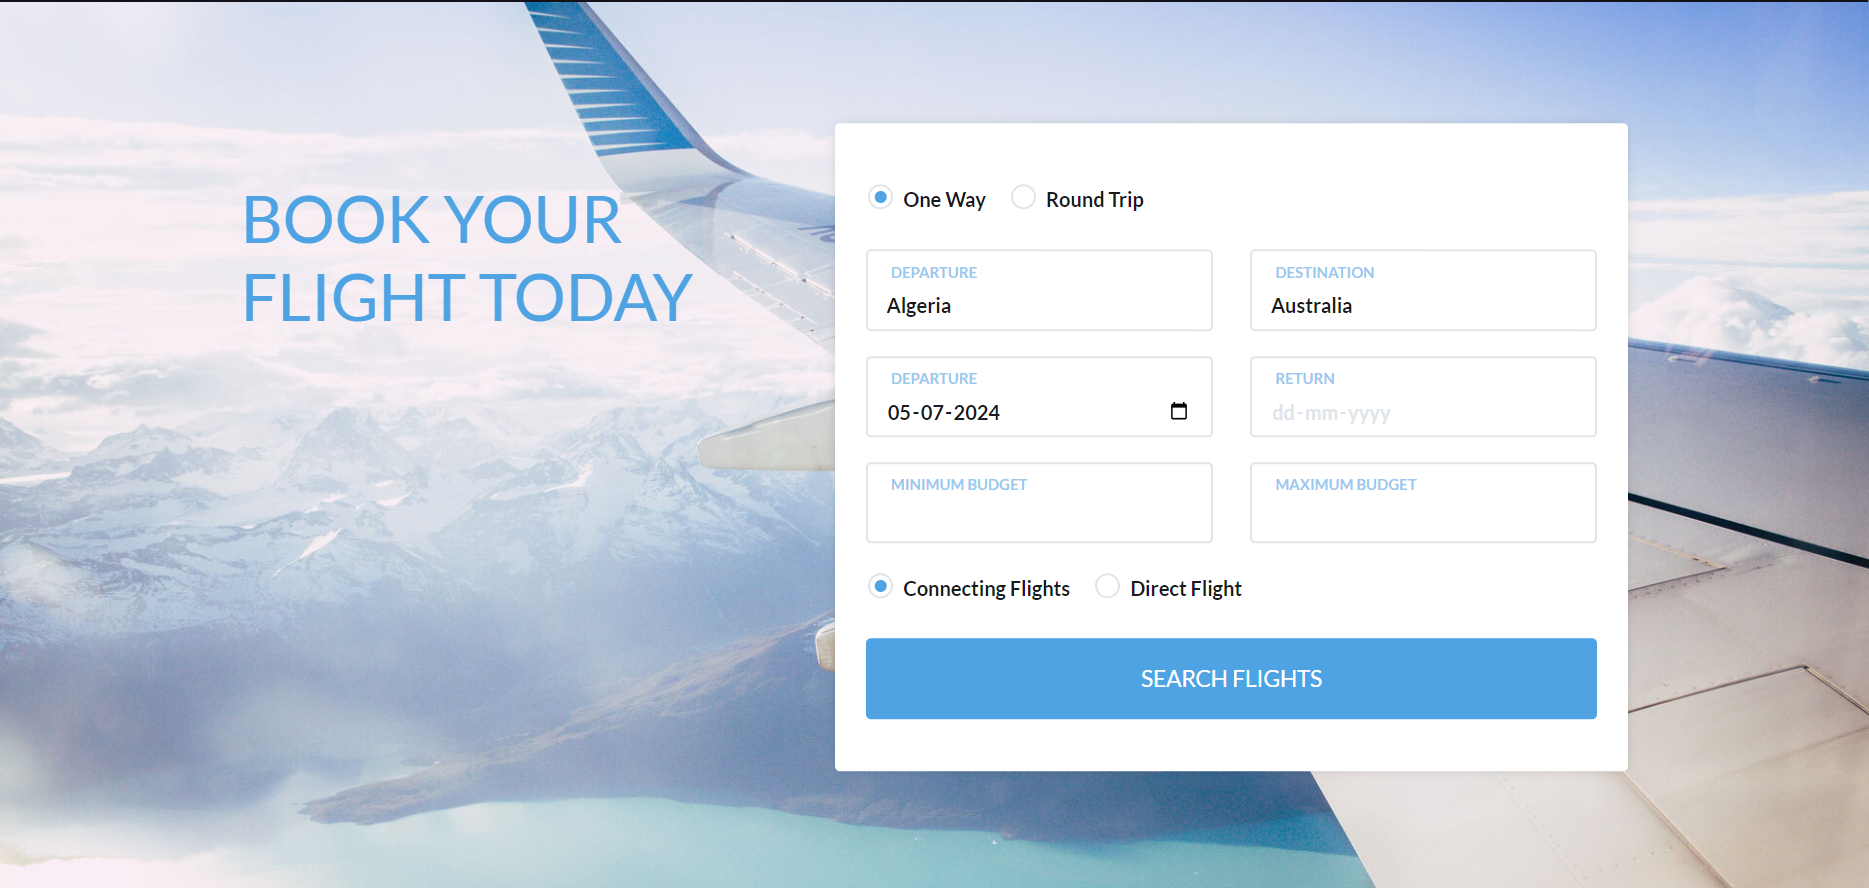 BOOK YOUR
FLIGHT TODAY
One Way Round Trip
DEPARTURE DESTINATION
Algeria Australia
DEPARTURE RETURN
05-07-2024 dd-mm-yyyy
MINIMUM BUDGET MAXIMUM BUDGET
Connecting Flights Direct Flight
SEARCH FLIGHTS